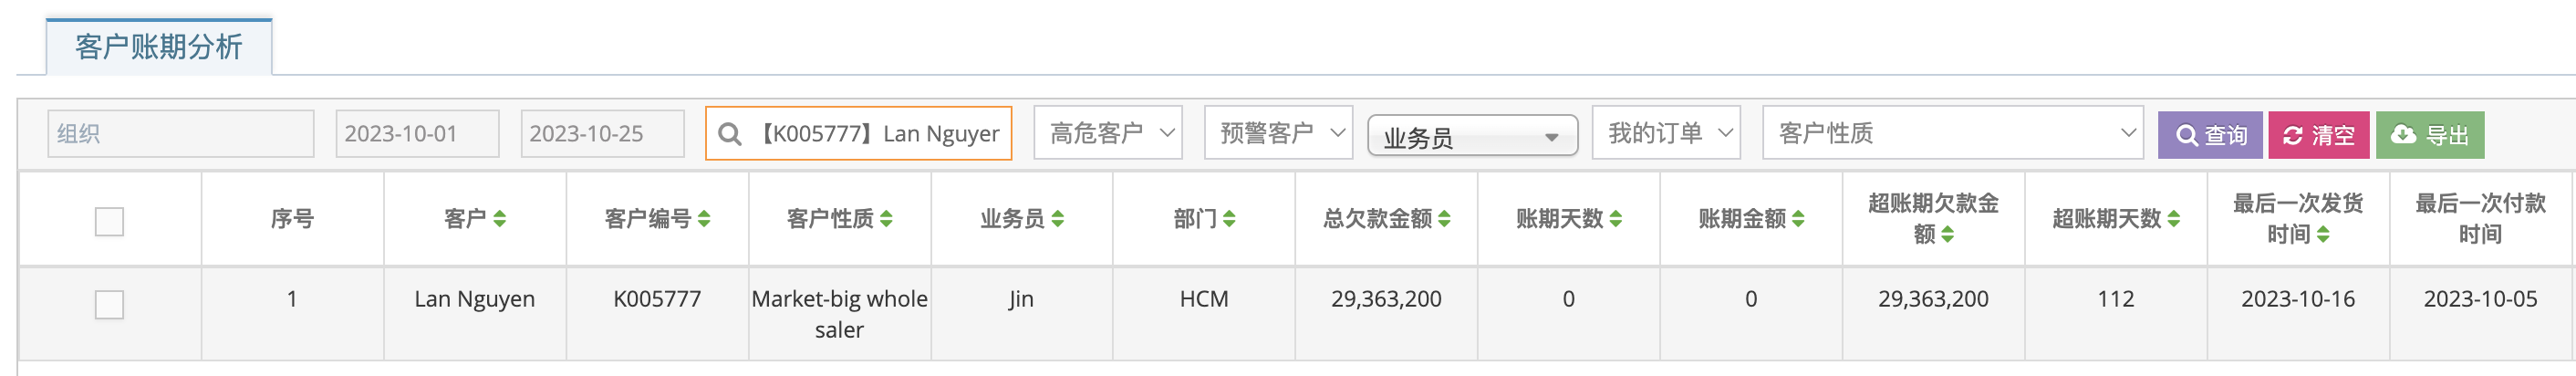 客户账期分析
组织
2023-10-01
2023-10-25
【K005777】Lan Nguyer
高危客户
预警客户
业务员
我的订单
客户性质
查询
清空
导出
序号
客户
客户编号
客户性质
业务员
部门
总欠款金额
账期天数
账期金额
超账期欠款金
额
超账期天数
最后一次发货
时间
最后一次付款
时间
1
Lan Nguyen
K005777
Market-big whole
saler
Jin
HCM
29,363,200
0
0
29,363,200
112
2023-10-16
2023-10-05